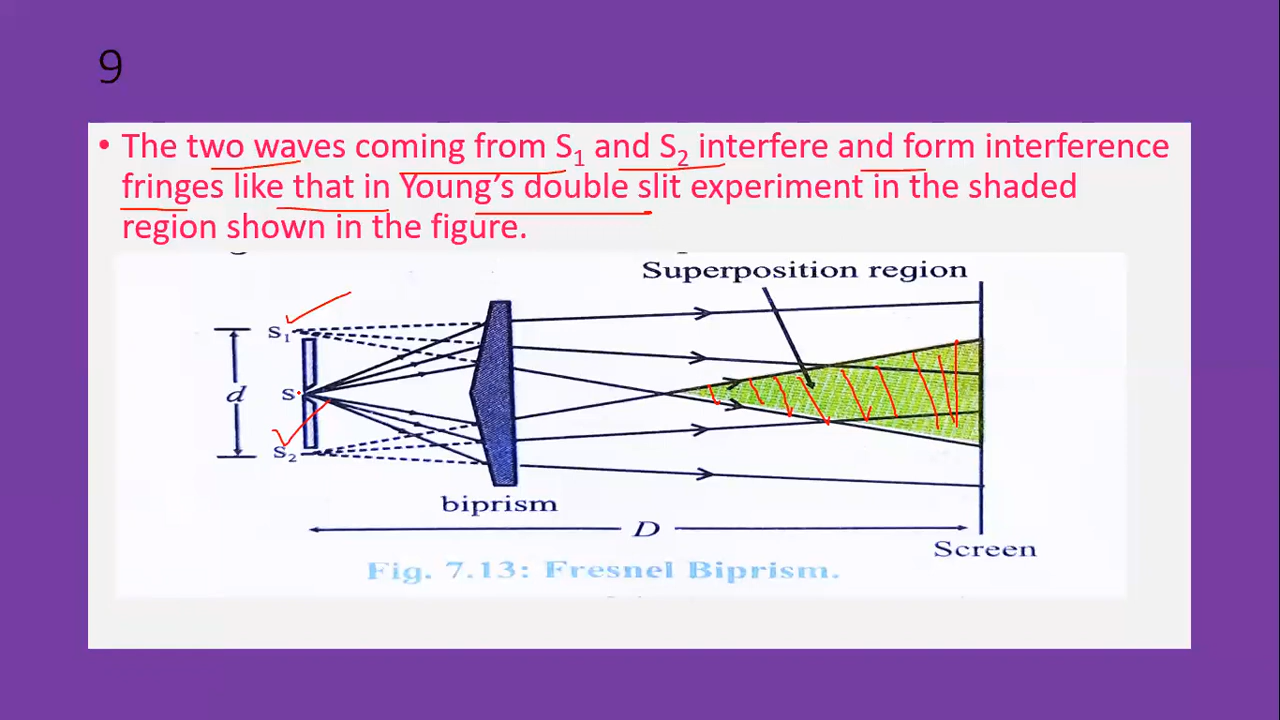 9
• The two waves coming from S1 and S2 interfere and form interference
fringes like that in Young's double slit experiment in the shaded
region shown in the figure.
Superposition region
S1
d
S
S2
biprism
D
Screen
Fig. 7.13: Fresnel Biprism.